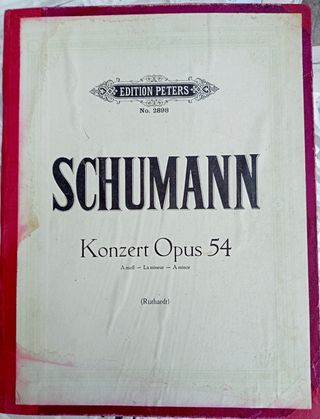 EDITION PETERS
No. 2898
SCHUMANN
Konzert Opus 54
A moll — La mineur — A minor
(Ruthardt)